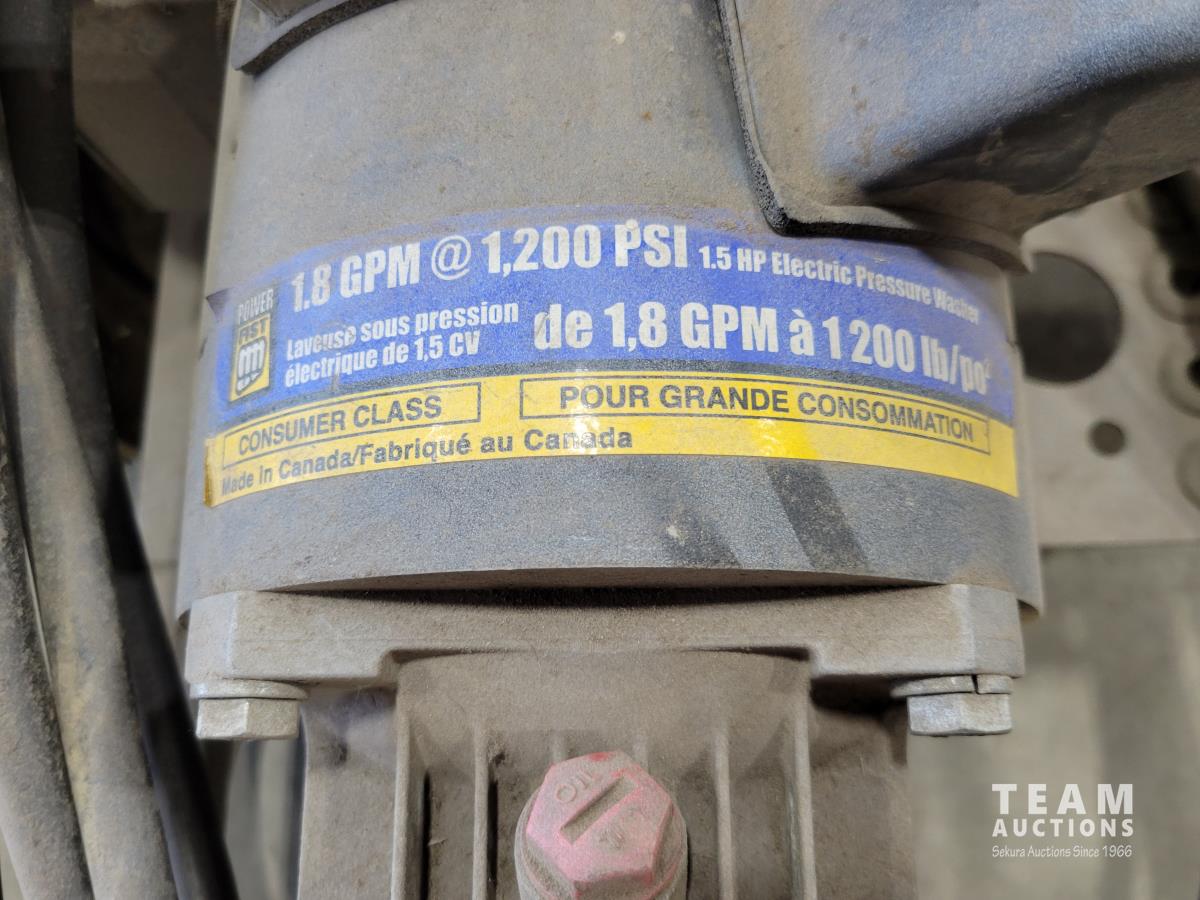 1.8 GPM @ 1,200 PSI 1.5 HP Electric Pressure Washer
POWER
FIST
Laveuse sous pression
électrique de 1,5 CV
de 1,8 GPM à 1 200 lb/po²
CONSUMER CLASS
POUR GRANDE CONSOMMATION
Made in Canada/Fabriqué au Canada
OIL
TEAM
AUCTIONS
Sekura Auctions Since 1966